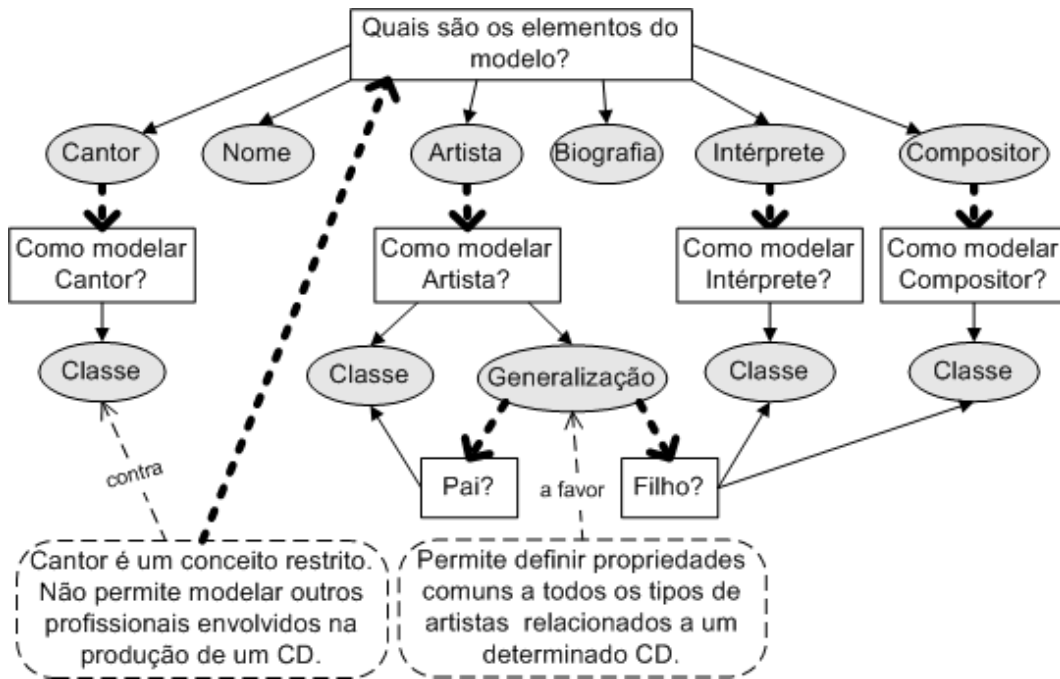 Quais são os elementos do
modelo?
Cantor
Nome
Artista
Biografia
Intérprete
Compositor
Como modelar
Cantor?
Como modelar
Artista?
Como modelar
Intérprete?
Como modelar
Compositor?
Classe
Classe
Generalização
Classe
Classe
contra
Pai?
a favor
Filho?
Cantor é um conceito restrito.
Não permite modelar outros
profissionais envolvidos na
produção de um CD.
Permite definir propriedades
comuns a todos os tipos de
artistas relacionados a um
determinado CD.